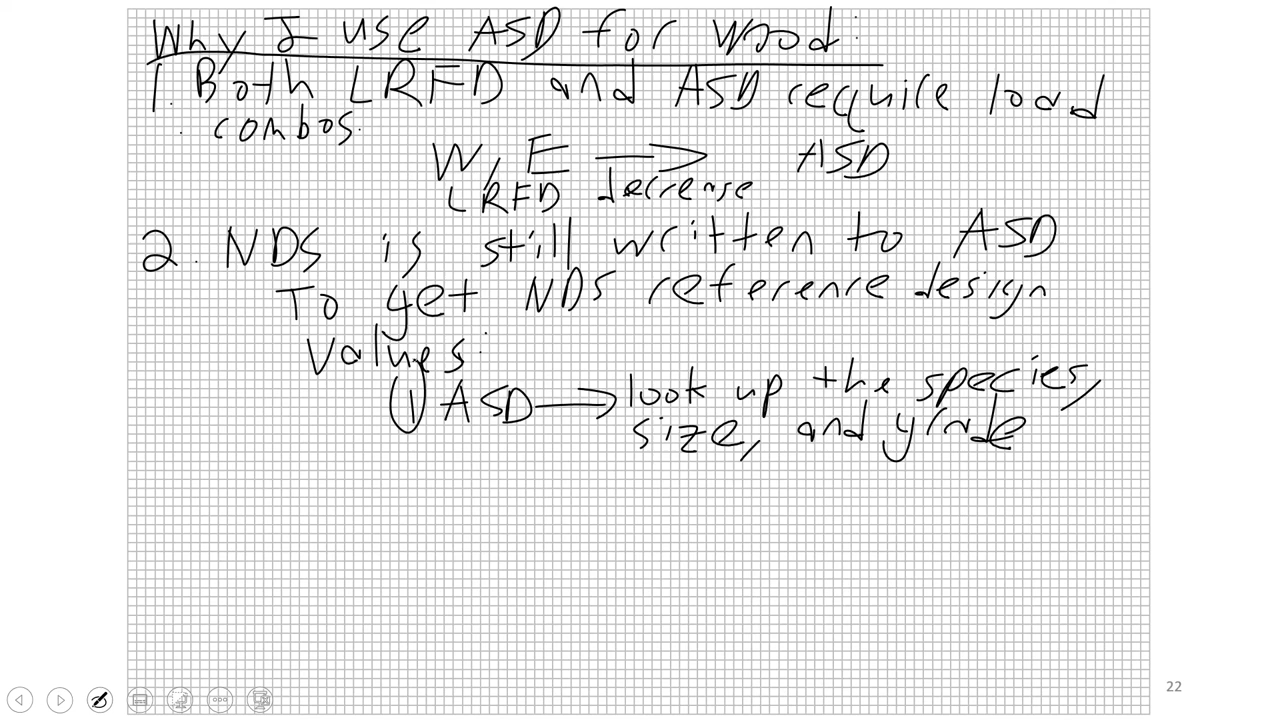 Why I use ASD for wood:
1. Both LRFD and ASD require load
combos.
W, E → ASD
LRFD decrease
2. NDS is still written to ASD
To get NDS reference design
values:
① ASD → look up the species,
size, and grade
22